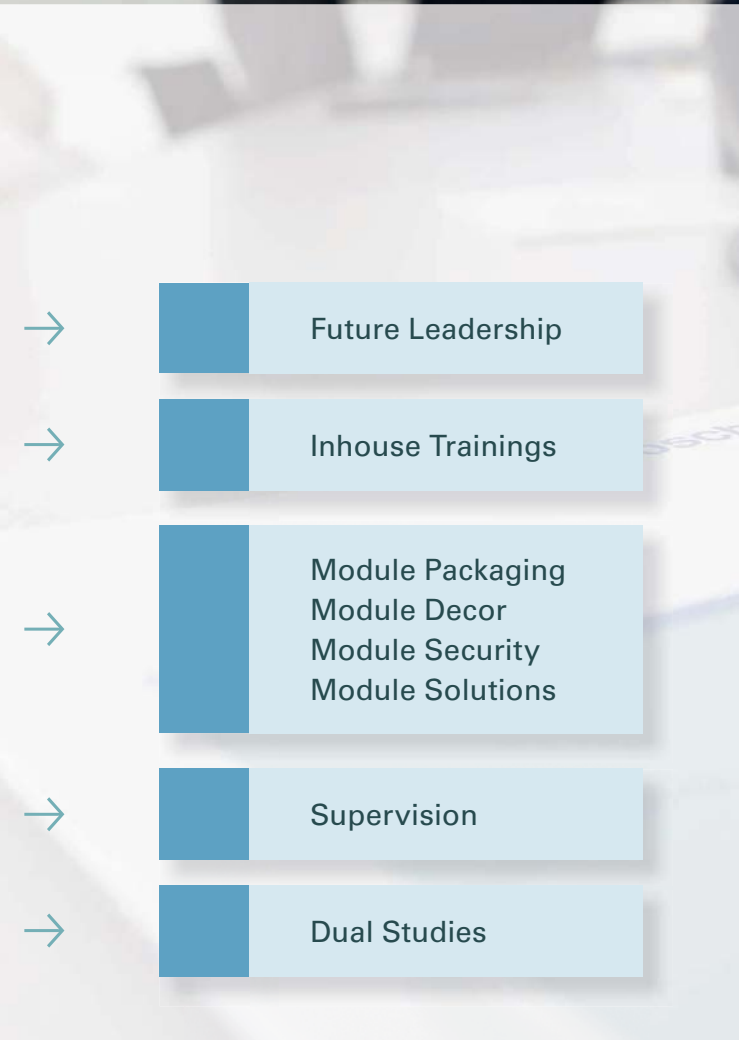 Future Leadership
Inhouse Trainings
Module Packaging
Module Decor
Module Security
Module Solutions
Supervision
Dual Studies